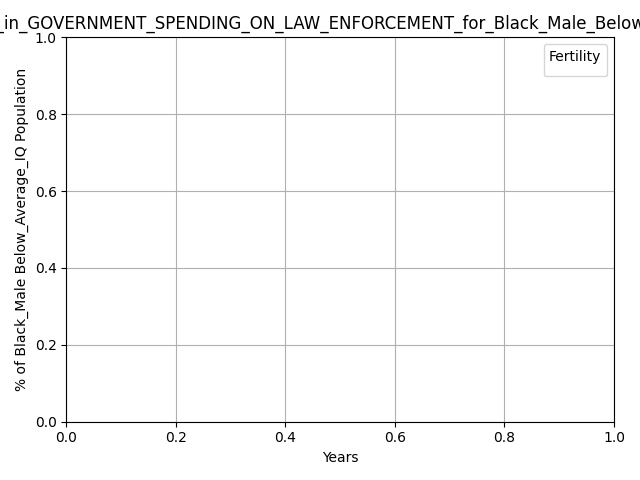 _in_GOVERNMENT_SPENDING_ON_LAW_ENFORCEMENT_for_Black_Male_Below
Fertility
% of Black_Male Below_Average_IQ Population
1.0
0.8
0.6
0.4
0.2
0.0
0.0 0.2 0.4 0.6 0.8 1.0
Years